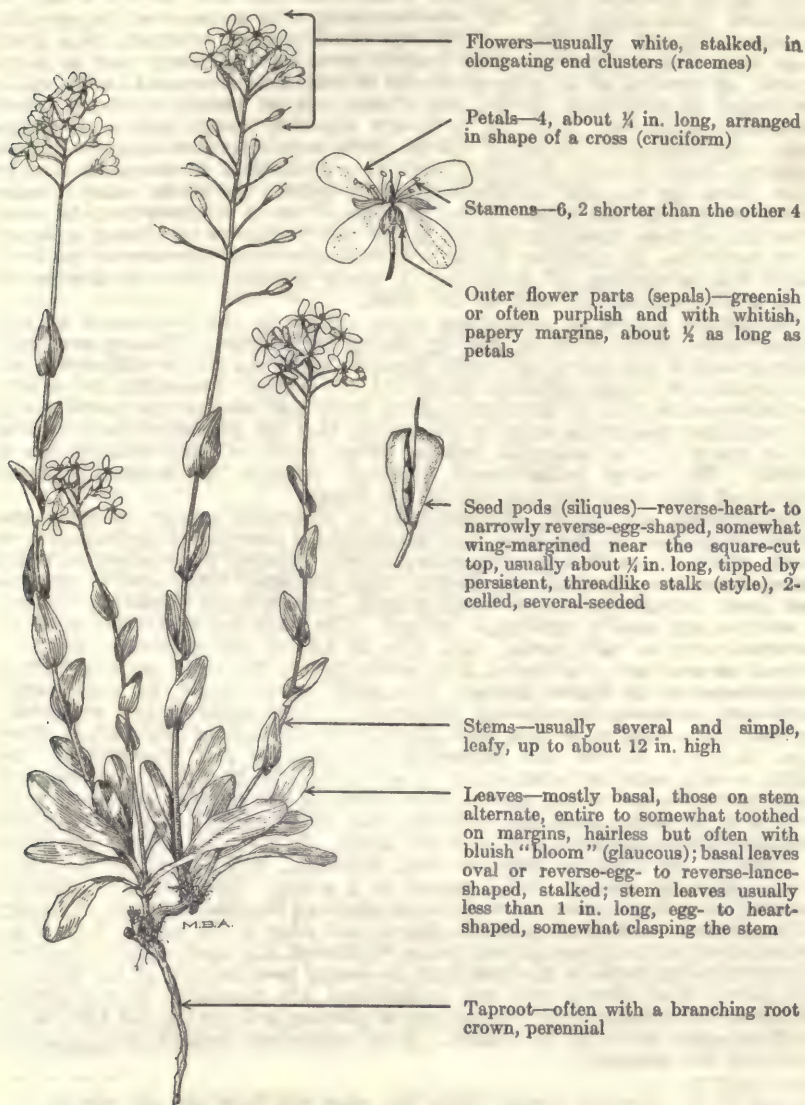 Flowers—usually white, stalked, in
elongating end clusters (racemes)
Petals—4, about ¼ in. long, arranged
in shape of a cross (cruciform)
Stamens—6, 2 shorter than the other 4
Outer flower parts (sepals)—greenish
or often purplish and with whitish,
papery margins, about ½ as long as
petals
Seed pods (siliques)—reverse-heart- to
narrowly reverse-egg-shaped, somewhat
wing-margined near the square-cut
top, usually about ¼ in. long, tipped by
persistent, threadlike stalk (style), 2-
celled, several-seeded
Stems—usually several and simple,
leafy, up to about 12 in. high
Leaves—mostly basal, those on stem
alternate, entire to somewhat toothed
on margins, hairless but often with
bluish "bloom" (glaucous); basal leaves
oval or reverse-egg- to reverse-lance-
shaped, stalked; stem leaves usually
less than 1 in. long, egg- to heart-
shaped, somewhat clasping the stem
M.B.A.
Taproot—often with a branching root
crown, perennial